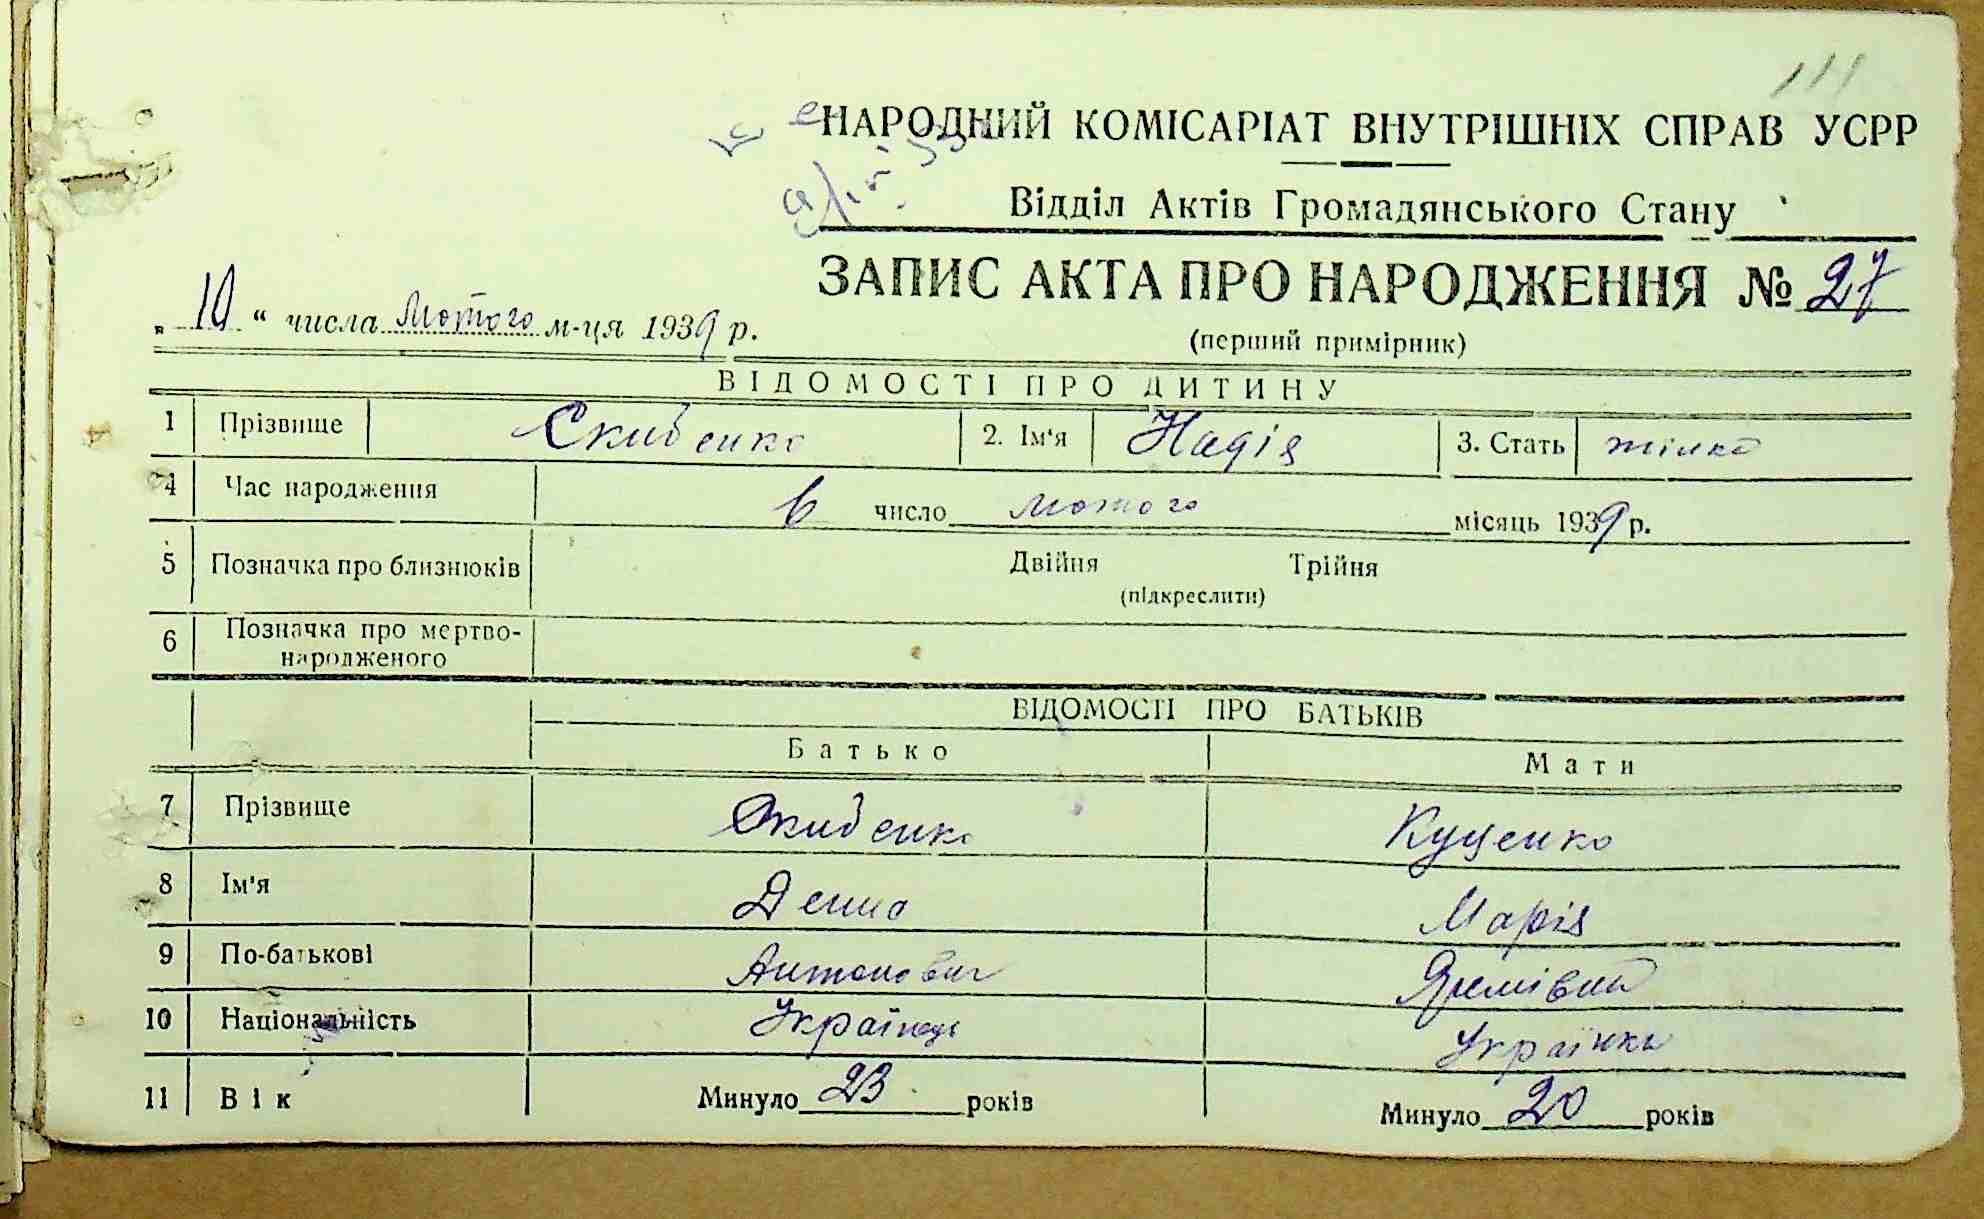 111
НАРОДНИЙ КОМІСАРІАТ ВНУТРІШНІХ СПРАВ УСРР
Відділ Актів Громадянського Стану
ЗАПИС АКТА ПРО НАРОДЖЕННЯ № 27
„10“ числа Лютого м-ця 1939 р.
(перший примірник)
ВІДОМОСТІ ПРО ДИТИНУ
1 Прізвище Скибенко 2. Ім'я Надія 3. Стать жінка
4 Час народження 6 число лютого місяць 1939 р.
5 Позначка про близнюків Двійня Трійня
(підкреслити)
6 Позначка про мертво-
народженого
ВІДОМОСТІ ПРО БАТЬКІВ
Батько Мати
7 Прізвище Скибенко Куценко
8 Ім'я Денис Марія
9 По-батькові Антонович Яремівна
10 Національність Українець Українка
11 Вік Минуло 23 років Минуло 20 років